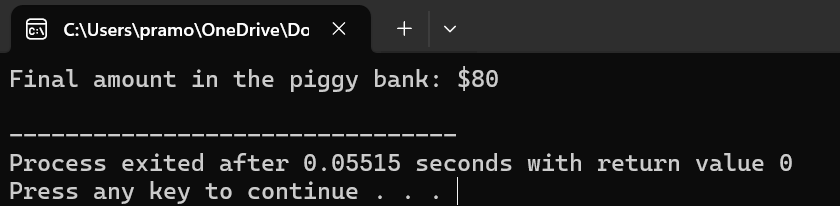 C:\Users\pramo\OneDrive\Do
Final amount in the piggy bank: $80
--------------------------------
Process exited after 0.05515 seconds with return value 0
Press any key to continue . . .